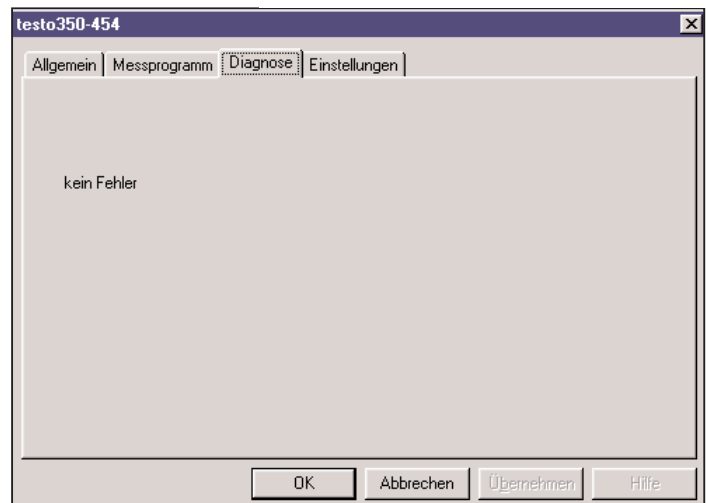 testo350-454
Allgemein Messprogramm Diagnose Einstellungen
kein Fehler
OK Abbrechen Übernehmen Hilfe